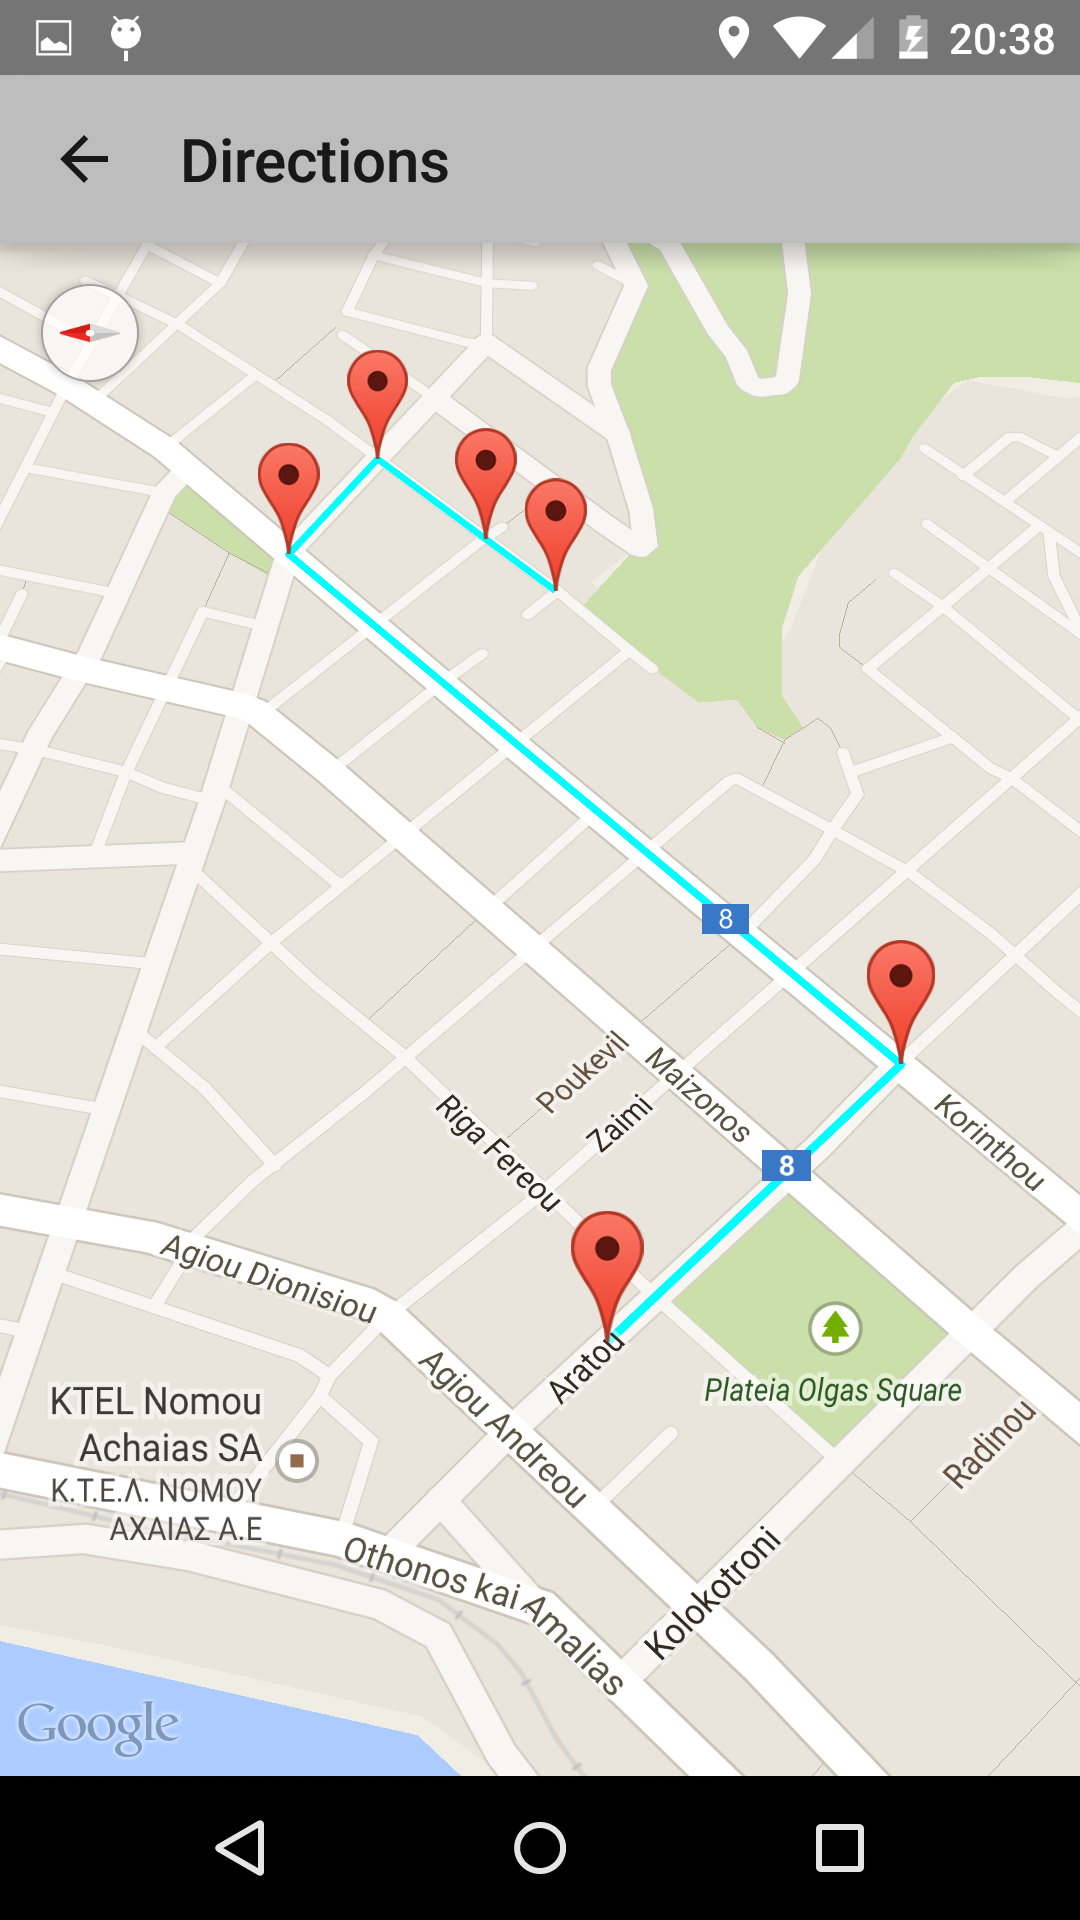 20:38
Directions
8
Poukevil
Maizonos
Zaimi
Riga Fereou
Korinthou
8
Agiou Dionisiou
Aratou
Plateia Olgas Square
Agiou Andreou
KTEL Nomou
Achaias SA
Κ.Τ.Ε.Λ. ΝΟΜΟΥ
ΑΧΑΙΑΣ Α.Ε
Radinou
Othonos kai Amalias
Kolokotroni
Google